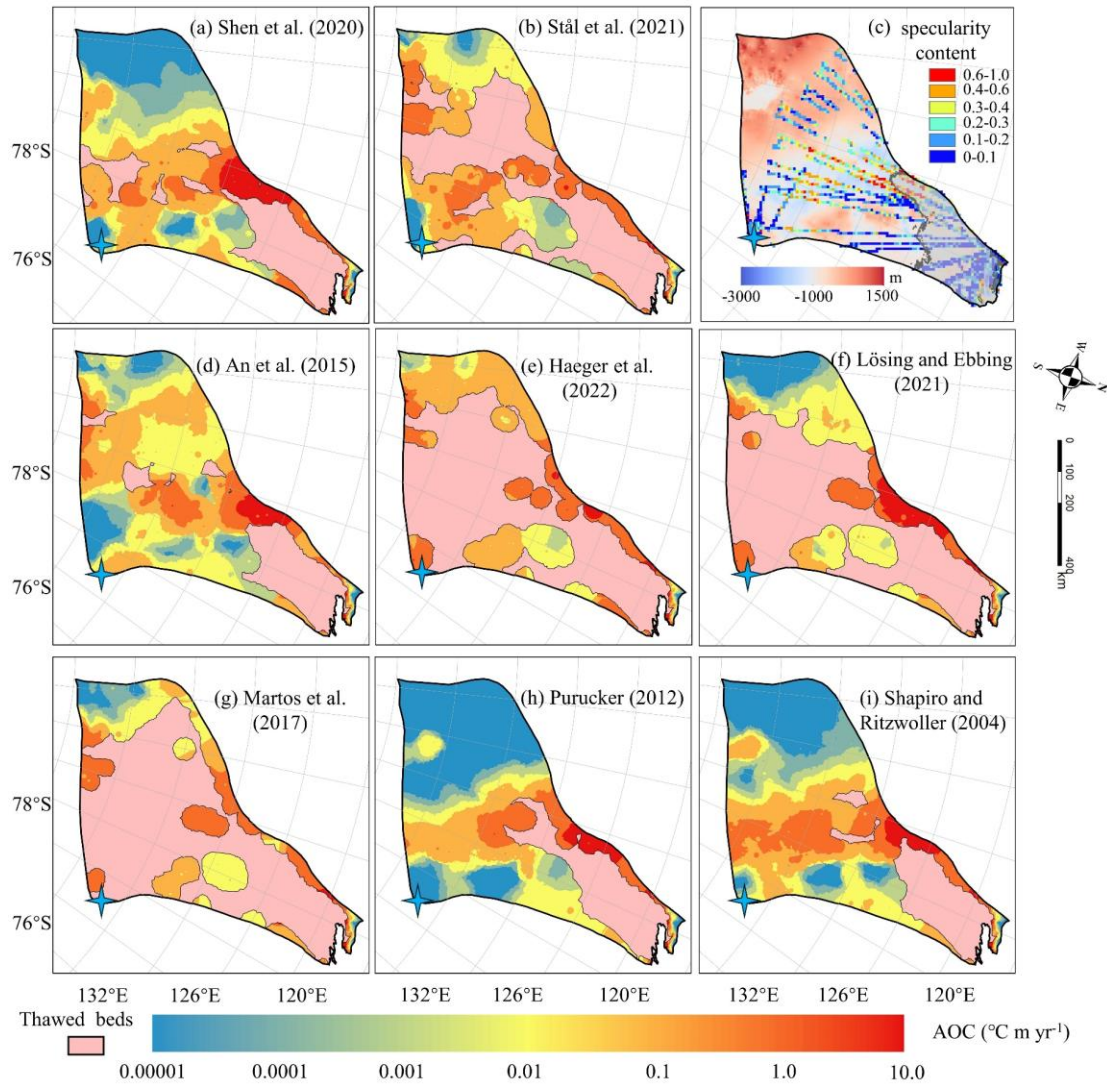 (a) Shen et al. (2020)
(b) Stål et al. (2021)
(c) specularity
content
0.6-1.0
0.4-0.6
0.3-0.4
0.2-0.3
0.1-0.2
0-0.1
78°S
76°S
m
-3000 -1000 1500
(d) An et al. (2015)
(e) Haeger et al.
(2022)
(f) Lösing and Ebbing
(2021)
78°S
76°S
W
S
N
E
0
100
200
400
km
(g) Martos et al.
(2017)
(h) Purucker (2012)
(i) Shapiro and
Ritzwoller (2004)
78°S
76°S
132°E 126°E 120°E 132°E 126°E 120°E 132°E 126°E 120°E
Thawed beds
AOC (°C m yr⁻¹)
0.00001 0.0001 0.001 0.01 0.1 1.0 10.0